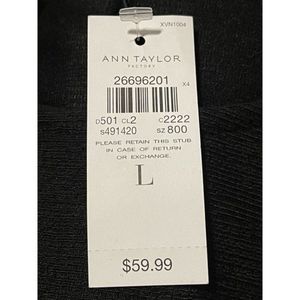 XVN1004
ANN TAYLOR
FACTORY
26696201 X4
D501 CL2 C2222
S491420 SZ 800
PLEASE RETAIN THIS STUB
IN CASE OF RETURN
OR EXCHANGE.
L
$59.99